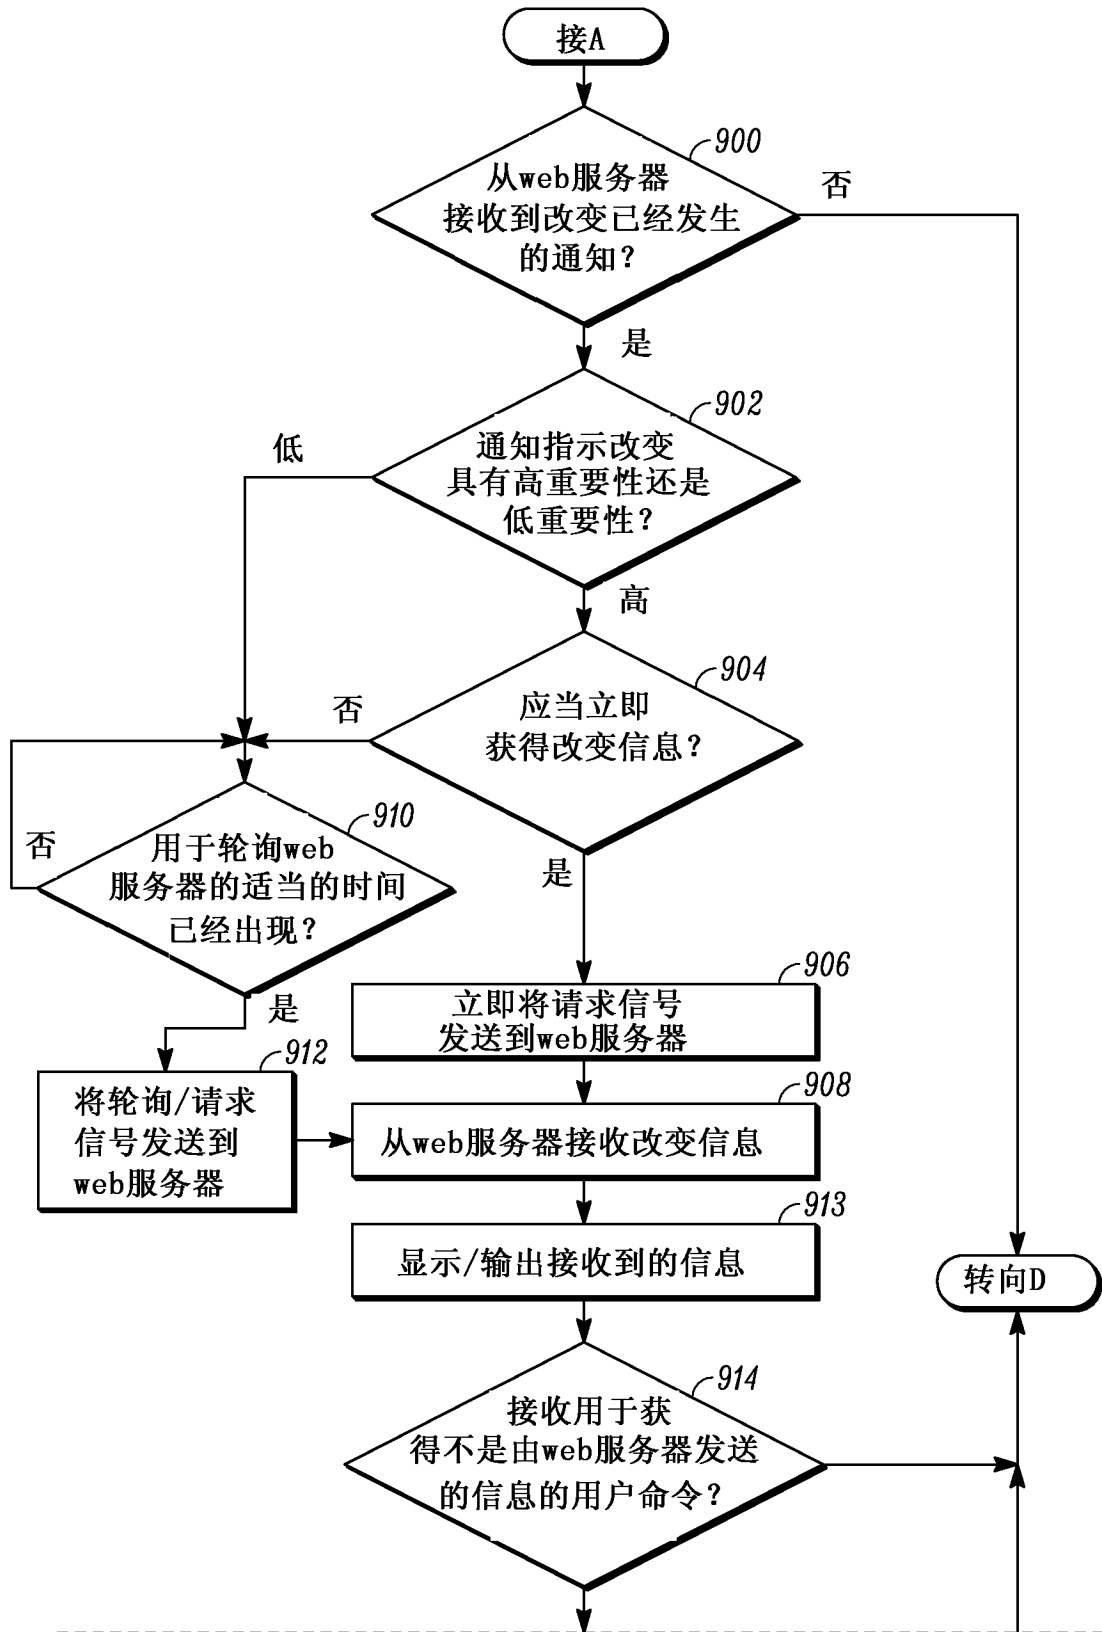 接A
900
从web服务器
接收到改变已经发生
的通知?
否
是
902
通知指示改变
具有高重要性还是
低重要性?
低
高
904
应当立即
获得改变信息?
否
910
用于轮询web
服务器的适当的时间
已经出现?
否
是
是
906
立即将请求信号
发送到web服务器
912
将轮询/请求
信号发送到
web服务器
908
从web服务器接收改变信息
913
显示/输出接收到的信息
转向D
914
接收用于获
得不是由web服务器发送
的信息的用户命令?